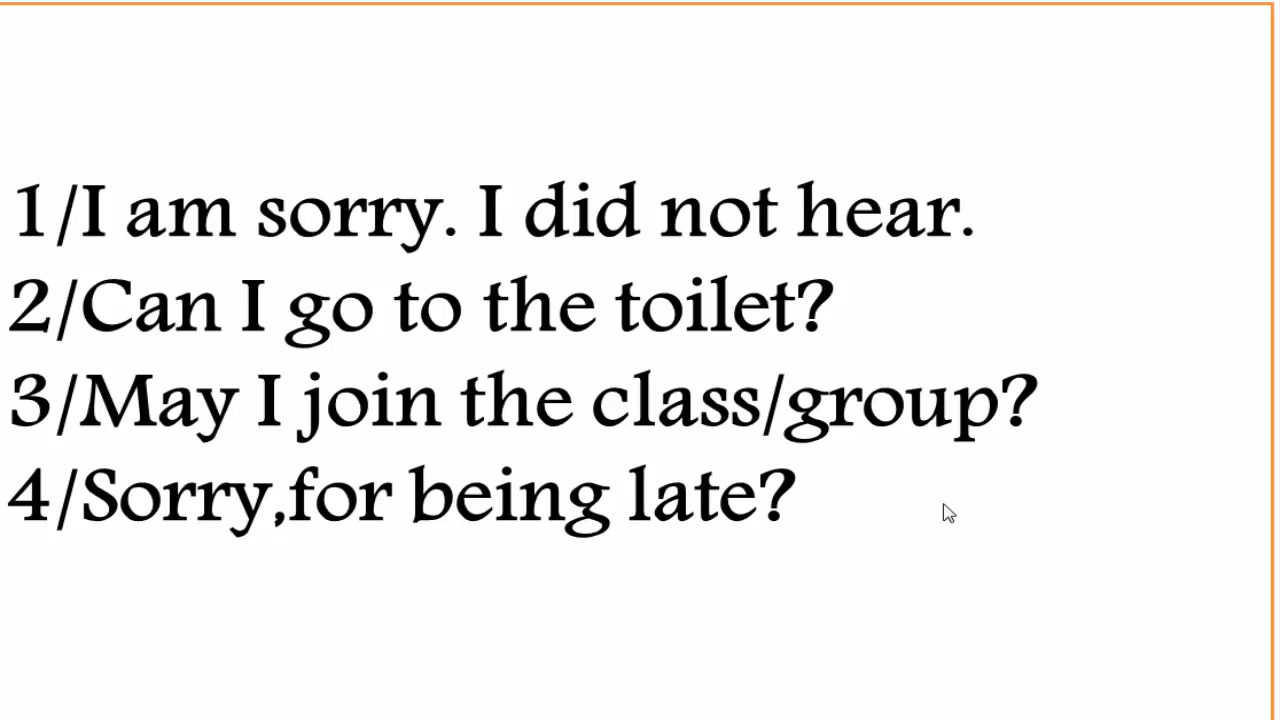 1/I am sorry. I did not hear.
2/Can I go to the toilet?
3/May I join the class/group?
4/Sorry,for being late?